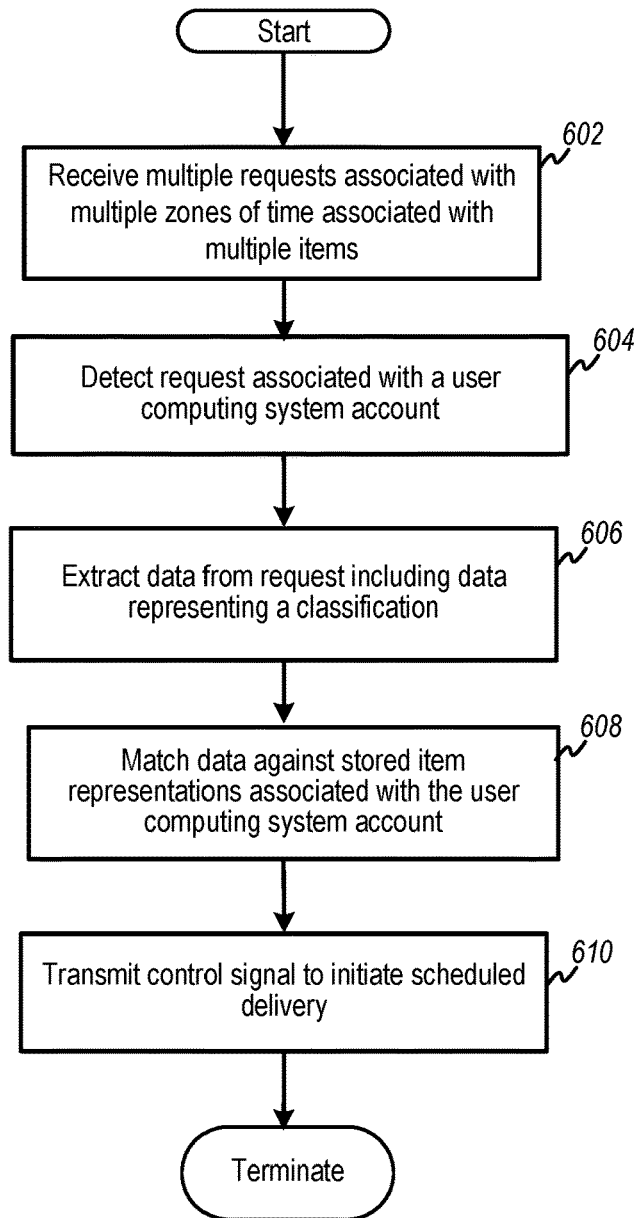 Start
602
Receive multiple requests associated with
multiple zones of time associated with
multiple items
604
Detect request associated with a user
computing system account
606
Extract data from request including data
representing a classification
608
Match data against stored item
representations associated with the user
computing system account
610
Transmit control signal to initiate scheduled
delivery
Terminate